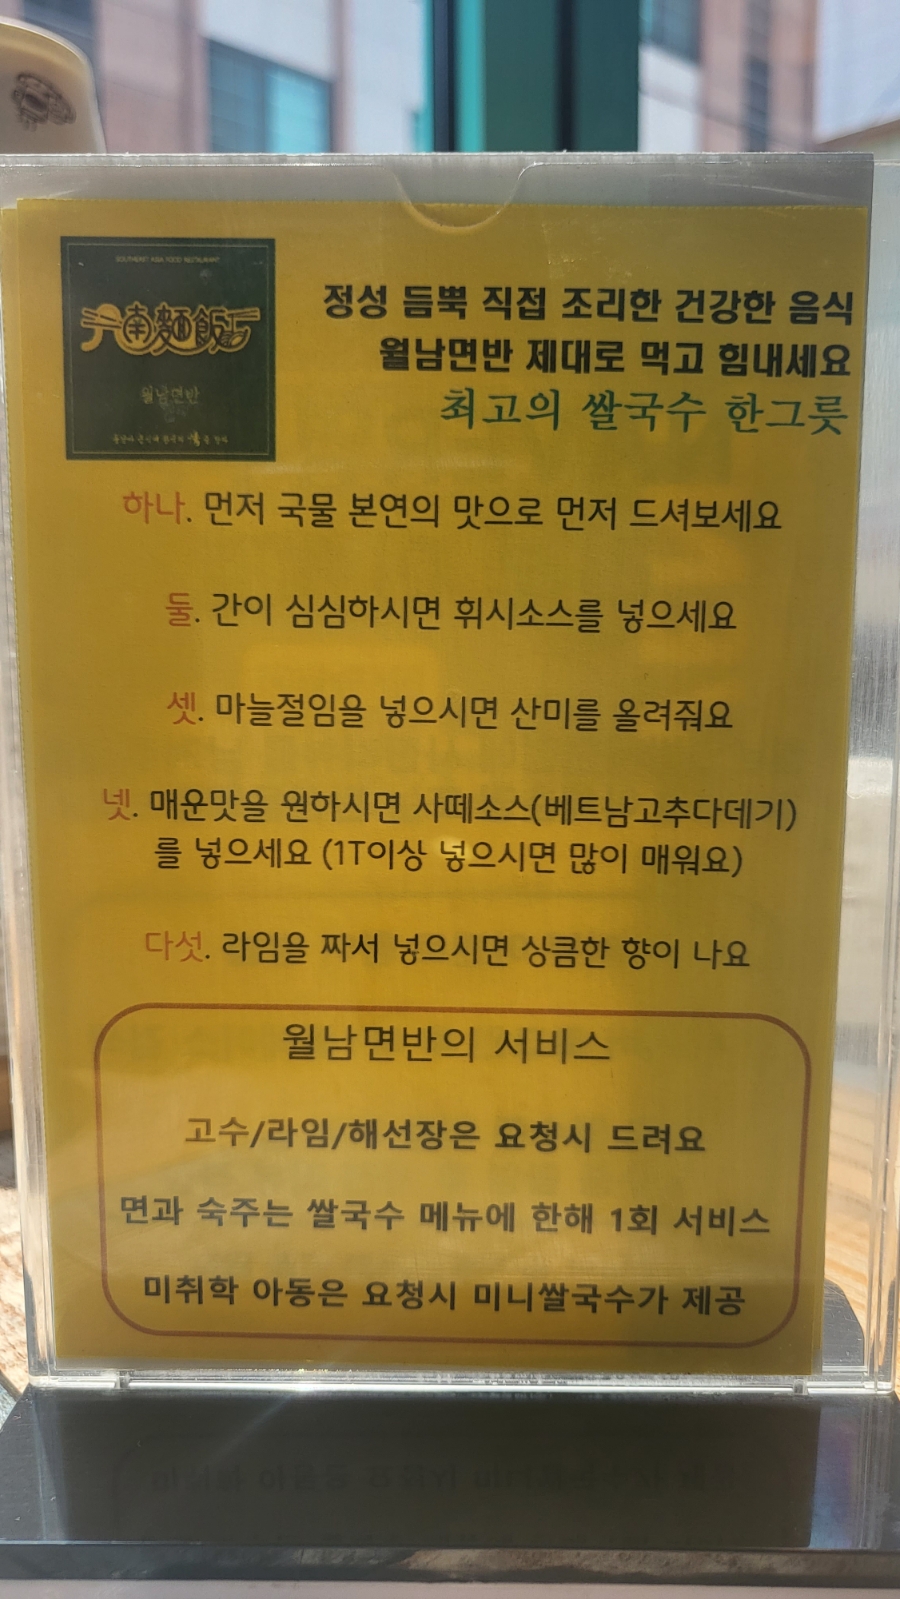 SOUTHEAST ASIA FOOD RESTAURANT
南麵飯
월남면반
정성 듬뿍 직접 조리한 건강한 음식
월남면반 제대로 먹고 힘내세요
최고의 쌀국수 한그릇
하나. 먼저 국물 본연의 맛으로 먼저 드셔보세요
둘. 간이 심심하시면 휘시소스를 넣으세요
셋. 마늘절임을 넣으시면 산미를 올려줘요
넷. 매운맛을 원하시면 사떼소스(베트남고추다데기)
를 넣으세요 (1T이상 넣으시면 많이 매워요)
다섯. 라임을 짜서 넣으시면 상큼한 향이 나요
월남면반의 서비스
고수/라임/해선장은 요청시 드려요
면과 숙주는 쌀국수 메뉴에 한해 1회 서비스
미취학 아동은 요청시 미니쌀국수가 제공